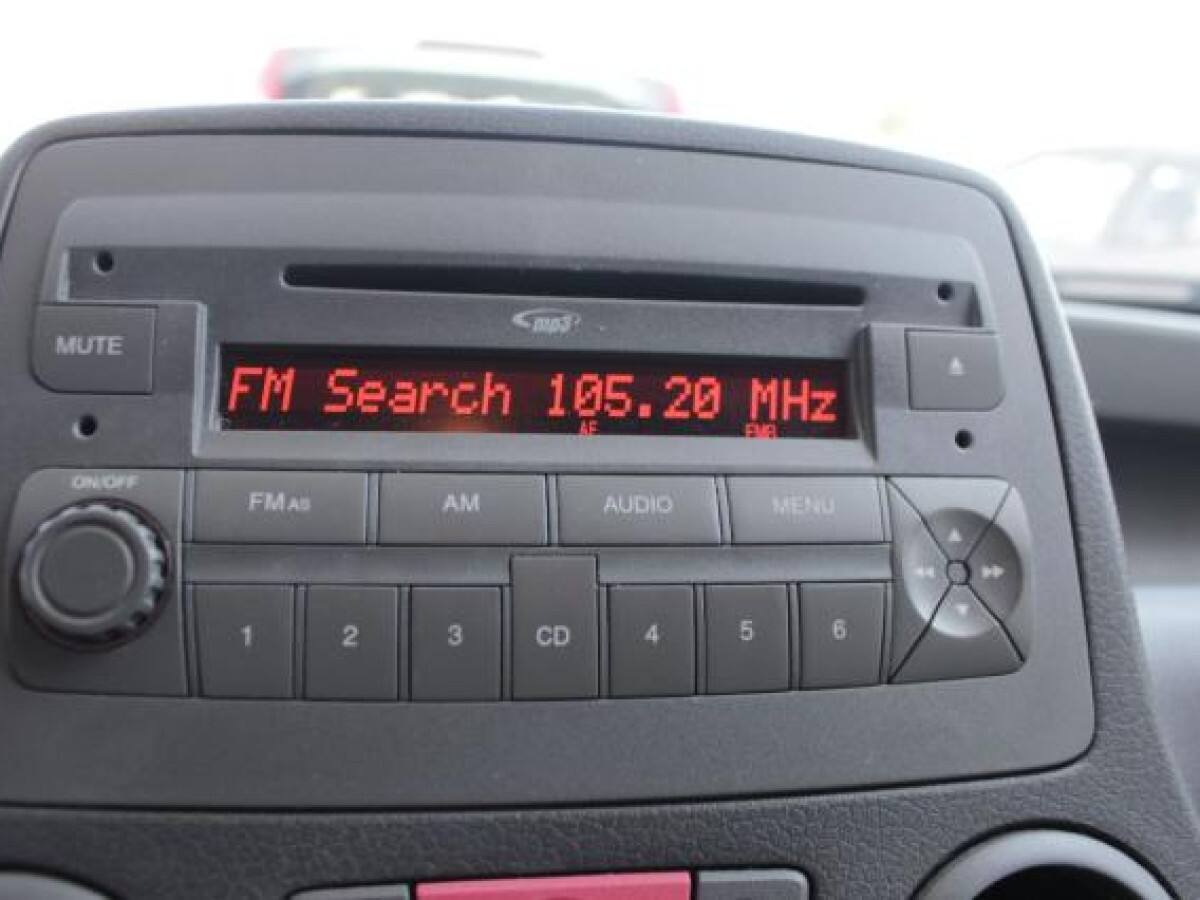 mp3
MUTE
FM Search 105.20 MHz
AF
ON/OFF
FM AS
AM
AUDIO
MENU
1
2
3
CD
4
5
6